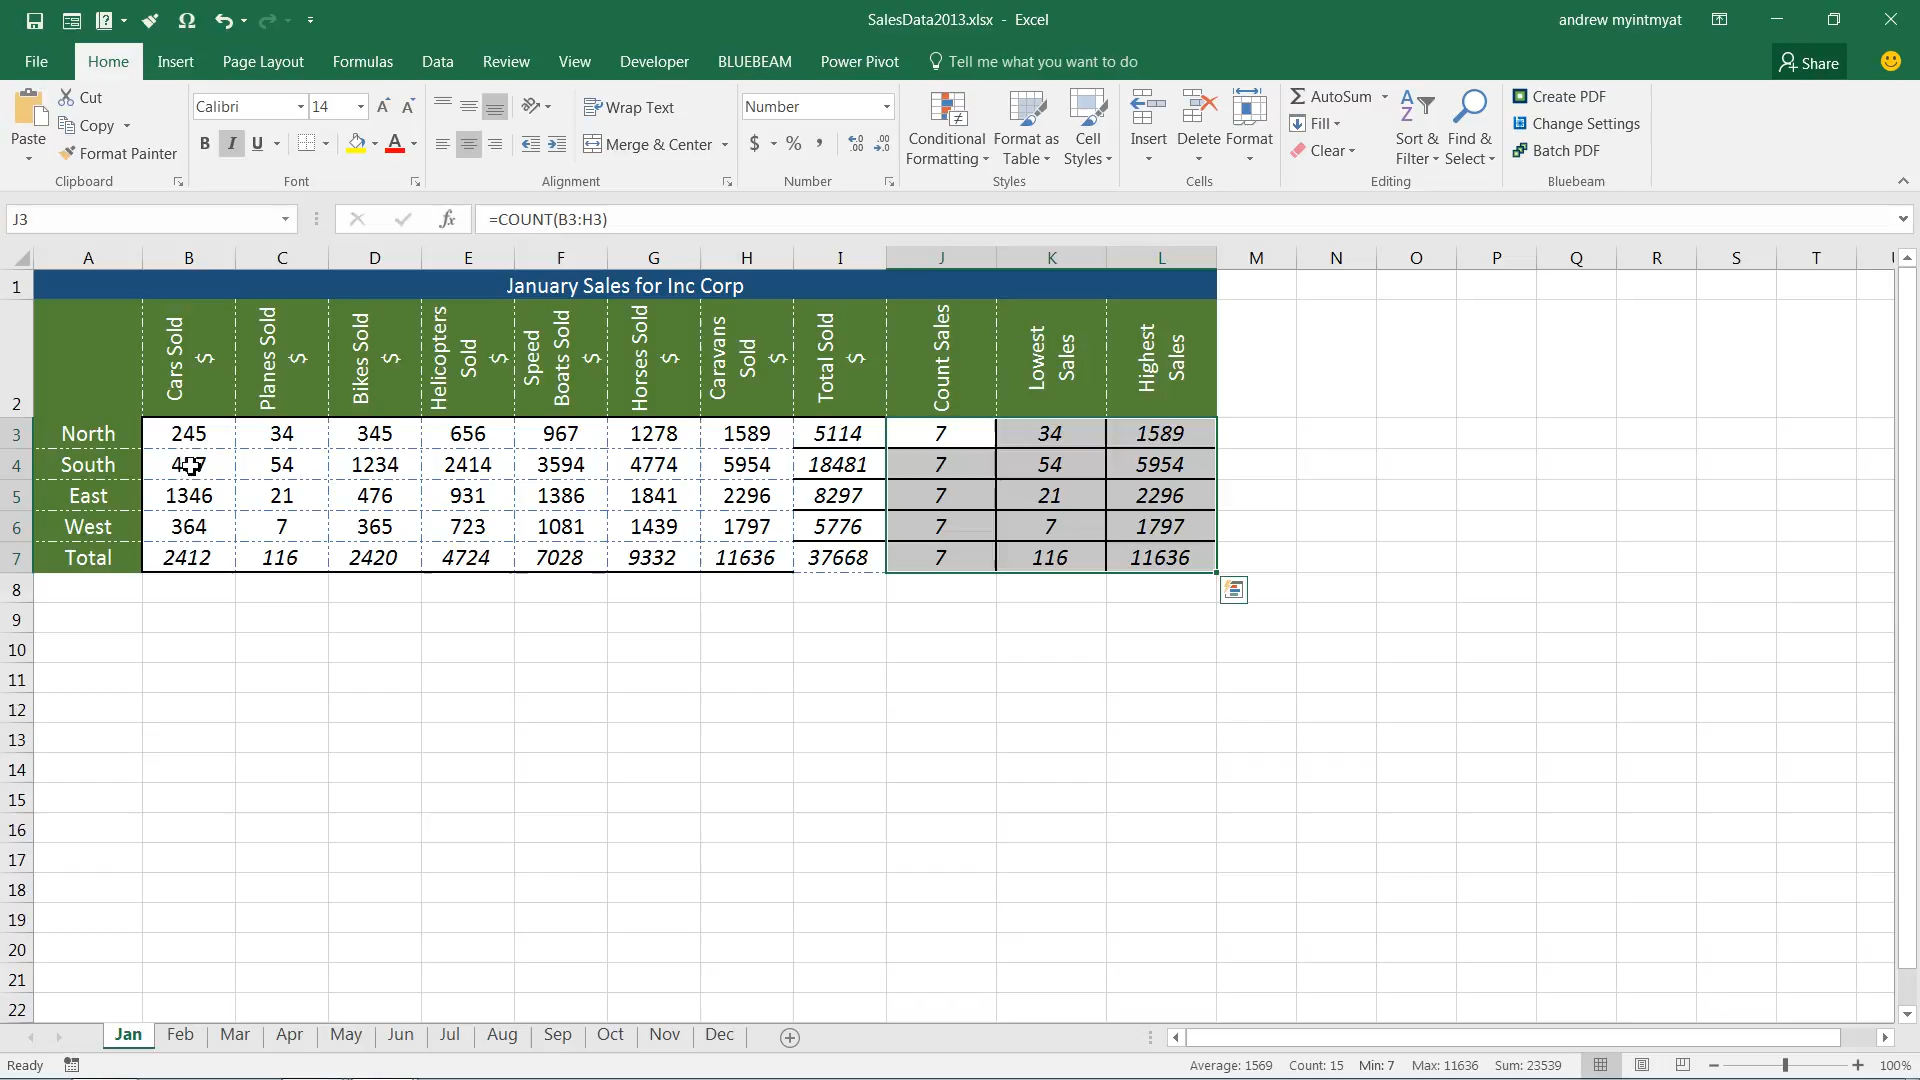 SalesData2013.xlsx - Excel
andrew myintmyat
File Home Insert Page Layout Formulas Data Review View Developer BLUEBEAM Power Pivot Tell me what you want to do Share
Paste
Cut
Copy
Format Painter
Clipboard
Calibri 14
B I U A
Font
Wrap Text
Merge & Center
Alignment
Number
$ % ,
Number
Conditional Formatting
Format as Table
Cell Styles
Styles
Insert Delete Format
Cells
AutoSum
Fill
Clear
Sort & Filter
Find & Select
Editing
Create PDF
Change Settings
Batch PDF
Bluebeam
J3 fx =COUNT(B3:H3)
A B C D E F G H I J K L M N O P Q R S T
1 January Sales for Inc Corp
2 Cars Sold $ Planes Sold $ Bikes Sold $ Helicopters Sold $ Speed Boats Sold $ Horses Sold $ Caravans Sold $ Total Sold $ Count Sales Lowest Sales Highest Sales
3 North 245 34 345 656 967 1278 1589 5114 7 34 1589
4 South 54 1234 2414 3594 4774 5954 18481 7 54 5954
5 East 1346 21 476 931 1386 1841 2296 8297 7 21 2296
6 West 364 7 365 723 1081 1439 1797 5776 7 7 1797
7 Total 2412 116 2420 4724 7028 9332 11636 37668 7 116 11636
8
9
10
11
12
13
14
15
16
17
18
19
20
21
22
Jan Feb Mar Apr May Jun Jul Aug Sep Oct Nov Dec
Ready Average: 1569 Count: 15 Min: 7 Max: 11636 Sum: 23539 100%